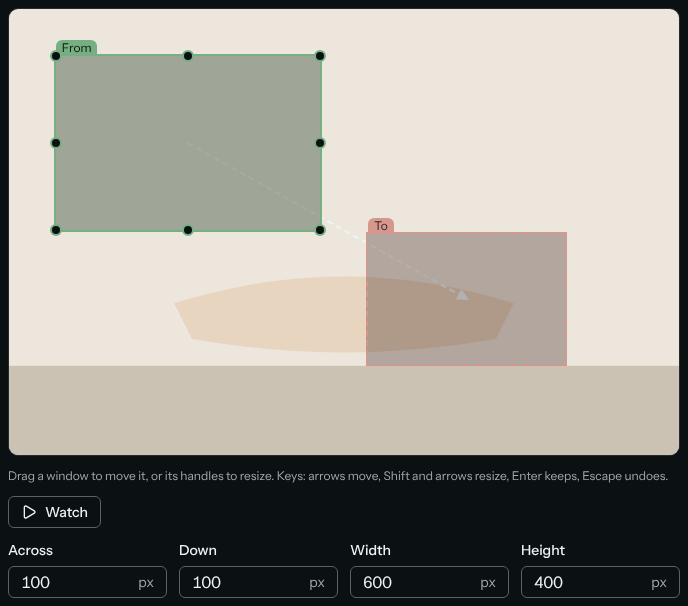 From
To
Drag a window to move it, or its handles to resize. Keys: arrows move, Shift and arrows resize, Enter keeps, Escape undoes.
Watch
Across Down Width Height
100 px 100 px 600 px 400 px